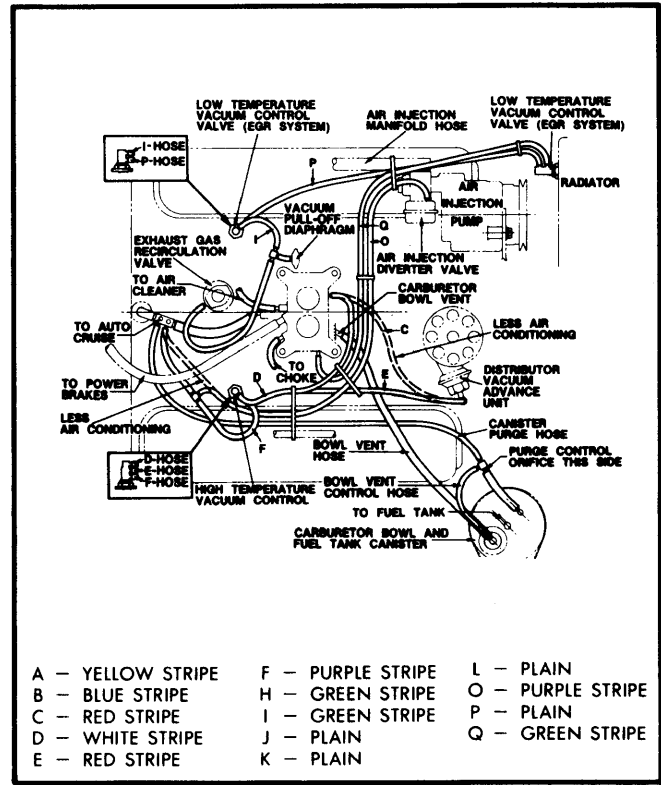 LOW TEMPERATURE
VACUUM CONTROL
VALVE (EGR SYSTEM)
AIR INJECTION
MANIFOLD HOSE
LOW TEMPERATURE
VACUUM CONTROL
VALVE (EGR SYSTEM)
I-HOSE
P-HOSE
P
RADIATOR
AIR
INJECTION
PUMP
VACUUM
PULL-OFF
DIAPHRAGM
I
Q
O
EXHAUST GAS
RECIRCULATION
VALVE
AIR INJECTION
DIVERTER VALVE
TO AIR
CLEANER
CARBURETOR
BOWL VENT
C
LESS AIR
CONDITIONING
TO AUTO
CRUISE
TO
CHOKE
D
E
DISTRIBUTOR
VACUUM
ADVANCE
UNIT
TO POWER
BRAKES
LESS
AIR CONDITIONING
F
CANISTER
PURGE HOSE
BOWL VENT
HOSE
PURGE CONTROL
ORIFICE THIS SIDE
D-HOSE
E-HOSE
F-HOSE
HIGH TEMPERATURE
VACUUM CONTROL
BOWL VENT
CONTROL HOSE
TO FUEL TANK
CARBURETOR BOWL AND
FUEL TANK CANISTER
A — YELLOW STRIPE
B — BLUE STRIPE
C — RED STRIPE
D — WHITE STRIPE
E — RED STRIPE
F — PURPLE STRIPE
H — GREEN STRIPE
I — GREEN STRIPE
J — PLAIN
K — PLAIN
L — PLAIN
O — PURPLE STRIPE
P — PLAIN
Q — GREEN STRIPE